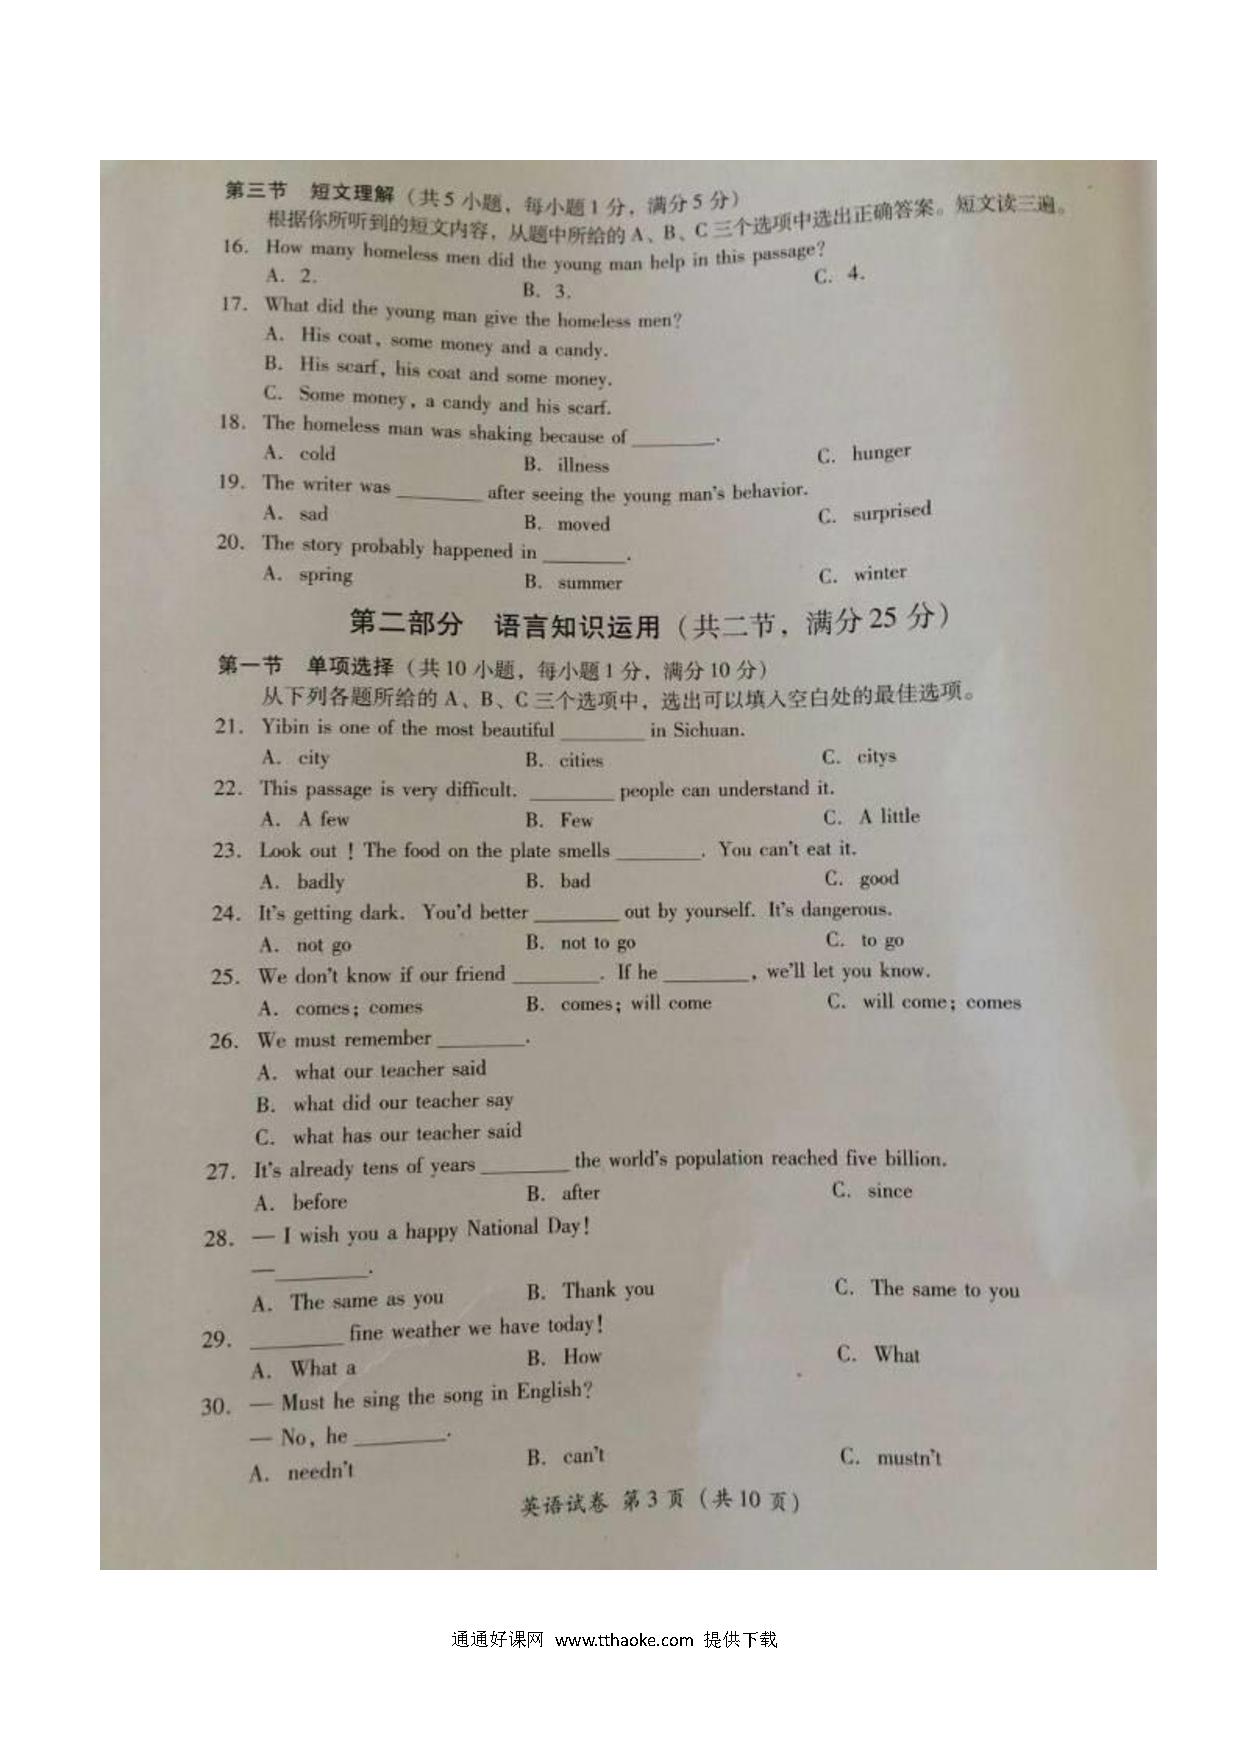 第三节 短文理解（共5小题，每小题1分，满分5分）
根据你所听到的短文内容，从题中所给的A、B、C三个选项中选出正确答案。短文读三遍。
16. How many homeless men did the young man help in this passage?
A. 2. B. 3. C. 4.
17. What did the young man give the homeless men?
A. His coat, some money and a candy.
B. His scarf, his coat and some money.
C. Some money, a candy and his scarf.
18. The homeless man was shaking because of ________.
A. cold B. illness C. hunger
19. The writer was ________ after seeing the young man's behavior.
A. sad B. moved C. surprised
20. The story probably happened in ________.
A. spring B. summer C. winter
第二部分 语言知识运用（共二节，满分25分）
第一节 单项选择（共10小题，每小题1分，满分10分）
从下列各题所给的A、B、C三个选项中，选出可以填入空白处的最佳选项。
21. Yibin is one of the most beautiful ________ in Sichuan.
A. city B. cities C. citys
22. This passage is very difficult. ________ people can understand it.
A. A few B. Few C. A little
23. Look out ! The food on the plate smells ________. You can't eat it.
A. badly B. bad C. good
24. It's getting dark. You'd better ________ out by yourself. It's dangerous.
A. not go B. not to go C. to go
25. We don't know if our friend ________. If he ________, we'll let you know.
A. comes; comes B. comes; will come C. will come; comes
26. We must remember ________.
A. what our teacher said
B. what did our teacher say
C. what has our teacher said
27. It's already tens of years ________ the world's population reached five billion.
A. before B. after C. since
28. — I wish you a happy National Day!
—________.
A. The same as you B. Thank you C. The same to you
29. ________ fine weather we have today!
A. What a B. How C. What
30. — Must he sing the song in English?
— No, he ________.
A. needn't B. can't C. mustn't
英语试卷 第3页（共10页）
通通好课网 www.tthaoke.com 提供下载